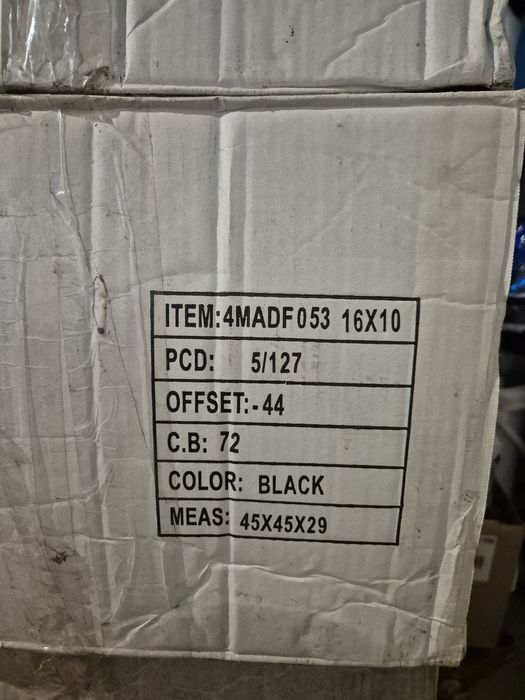 ITEM:4MADF053 16X10
PCD: 5/127
OFFSET:-44
C.B: 72
COLOR: BLACK
MEAS: 45X45X29